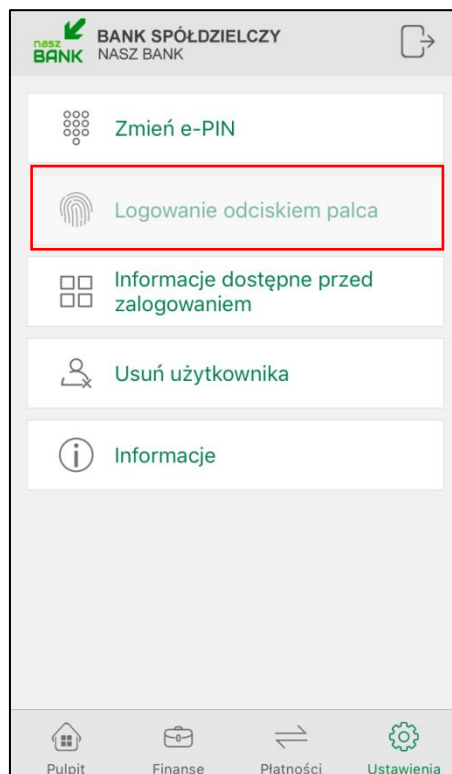 nasz
BANK
BANK SPÓŁDZIELCZY
NASZ BANK
Zmień e-PIN
Logowanie odciskiem palca
Informacje dostępne przed
zalogowaniem
Usuń użytkownika
Informacje
Pulpit
Finanse
Płatności
Ustawienia